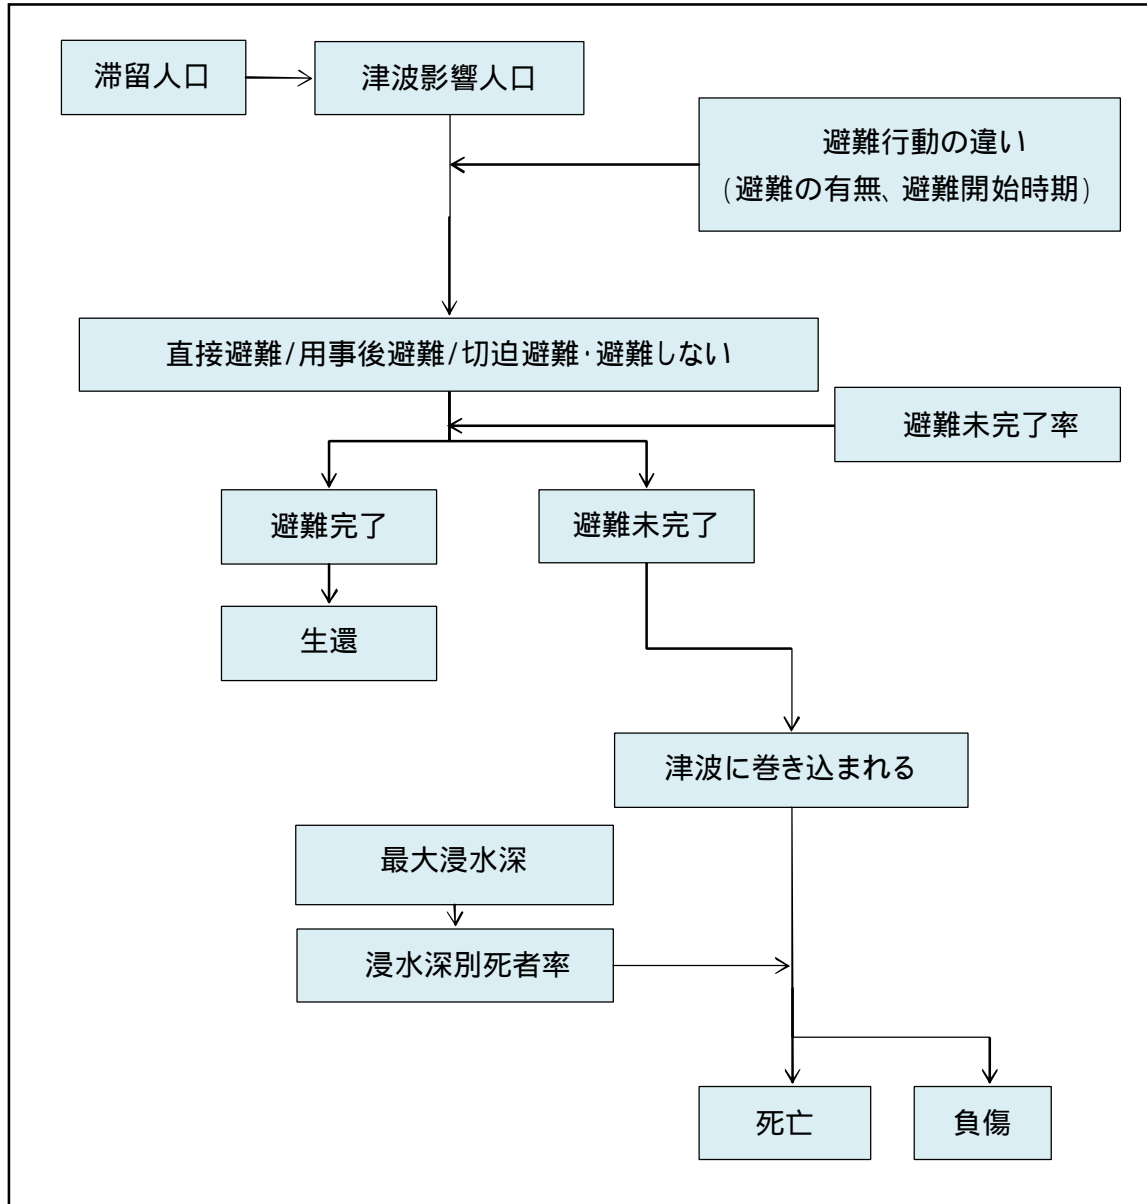 滞留人口
津波影響人口
避難行動の違い
(避難の有無、避難開始時期)
直接避難/用事後避難/切迫避難・避難しない
避難未完了率
避難完了
避難未完了
生還
津波に巻き込まれる
最大浸水深
浸水深別死者率
死亡
負傷